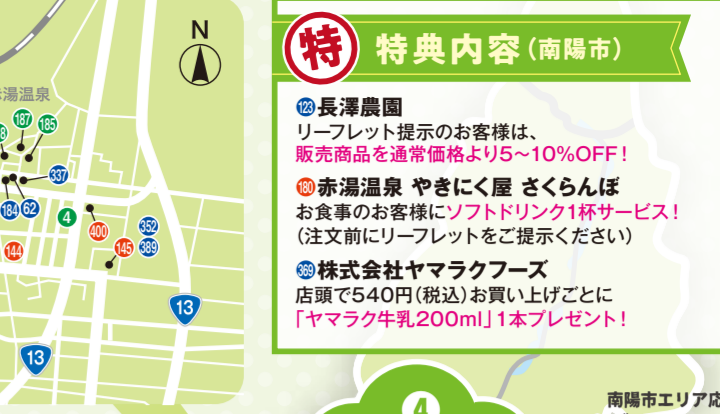 N
湯温泉
187
185
337
184
62
4
400
352
145
389
144
13
13
特
特典内容(南陽市)
123 長澤農園
リーフレット提示のお客様は、
販売商品を通常価格より5〜10%OFF!
180 赤湯温泉 やきにく屋 さくらんぼ
お食事のお客様にソフトドリンク1杯サービス!
(注文前にリーフレットをご提示ください)
369 株式会社ヤマラクフーズ
店頭で540円(税込)お買い上げごとに
「ヤマラク牛乳200ml」1本プレゼント!
4
南陽市エリア応